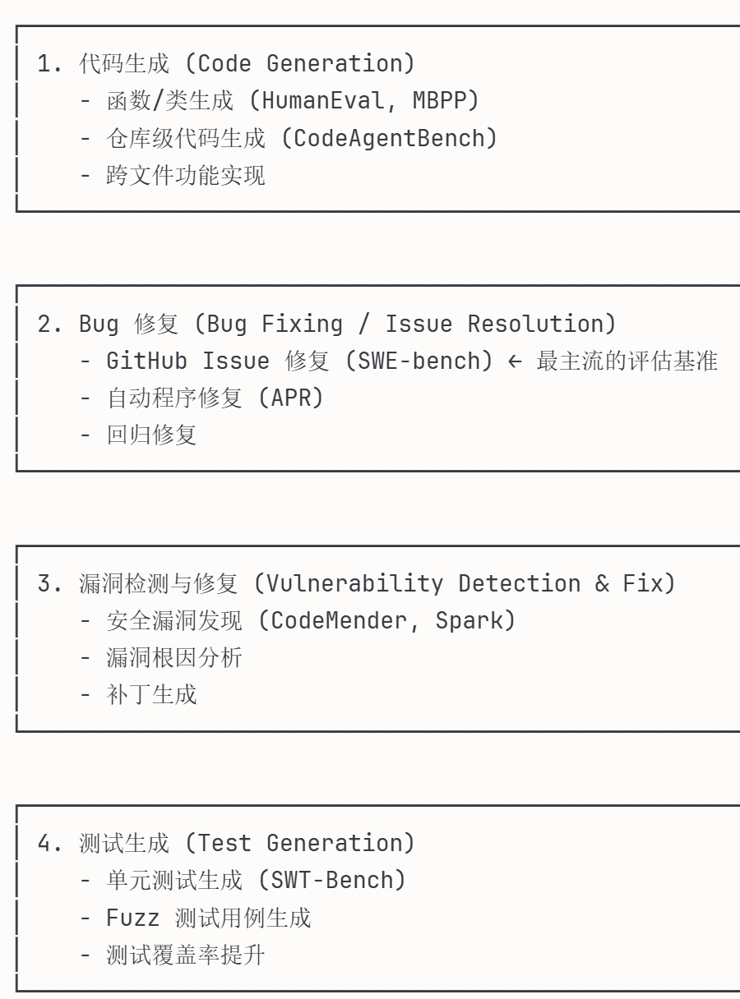 1. 代码生成 (Code Generation)
- 函数/类生成 (HumanEval, MBPP)
- 仓库级代码生成 (CodeAgentBench)
- 跨文件功能实现
2. Bug 修复 (Bug Fixing / Issue Resolution)
- GitHub Issue 修复 (SWE-bench) ← 最主流的评估基准
- 自动程序修复 (APR)
- 回归修复
3. 漏洞检测与修复 (Vulnerability Detection & Fix)
- 安全漏洞发现 (CodeMender, Spark)
- 漏洞根因分析
- 补丁生成
4. 测试生成 (Test Generation)
- 单元测试生成 (SWT-Bench)
- Fuzz 测试用例生成
- 测试覆盖率提升